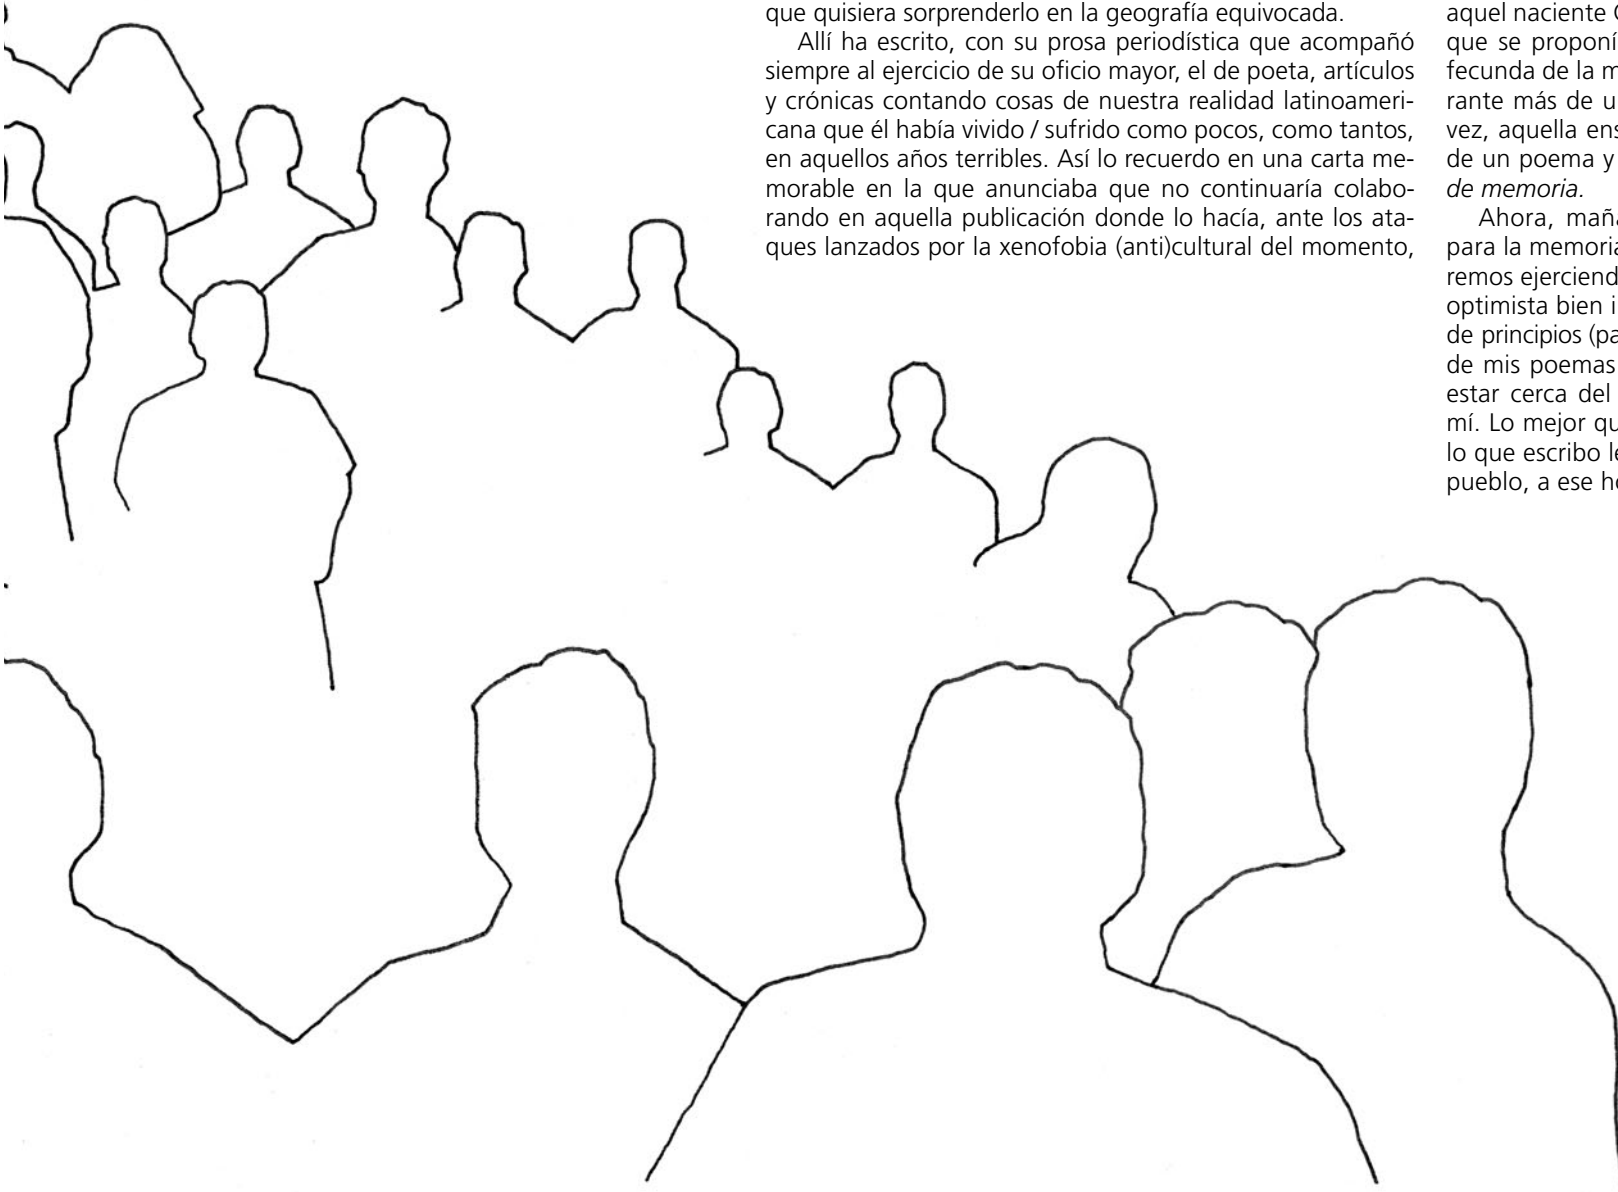 que quisiera sorprenderlo en la geografía equivocada.
Allí ha escrito, con su prosa periodística que acompañó
siempre al ejercicio de su oficio mayor, el de poeta, artículos
y crónicas contando cosas de nuestra realidad latinoameri-
cana que él había vivido / sufrido como pocos, como tantos,
en aquellos años terribles. Así lo recuerdo en una carta me-
morable en la que anunciaba que no continuaría colabo-
rando en aquella publicación donde lo hacía, ante los ata-
ques lanzados por la xenofobia (anti)cultural del momento,
aquel naciente
que se proponí
fecunda de la m
rante más de u
vez, aquella ens
de un poema y
de memoria.
Ahora, maña
para la memoria
remos ejerciend
optimista bien i
de principios (pa
de mis poemas
estar cerca del
mí. Lo mejor qu
lo que escribo le
pueblo, a ese ho